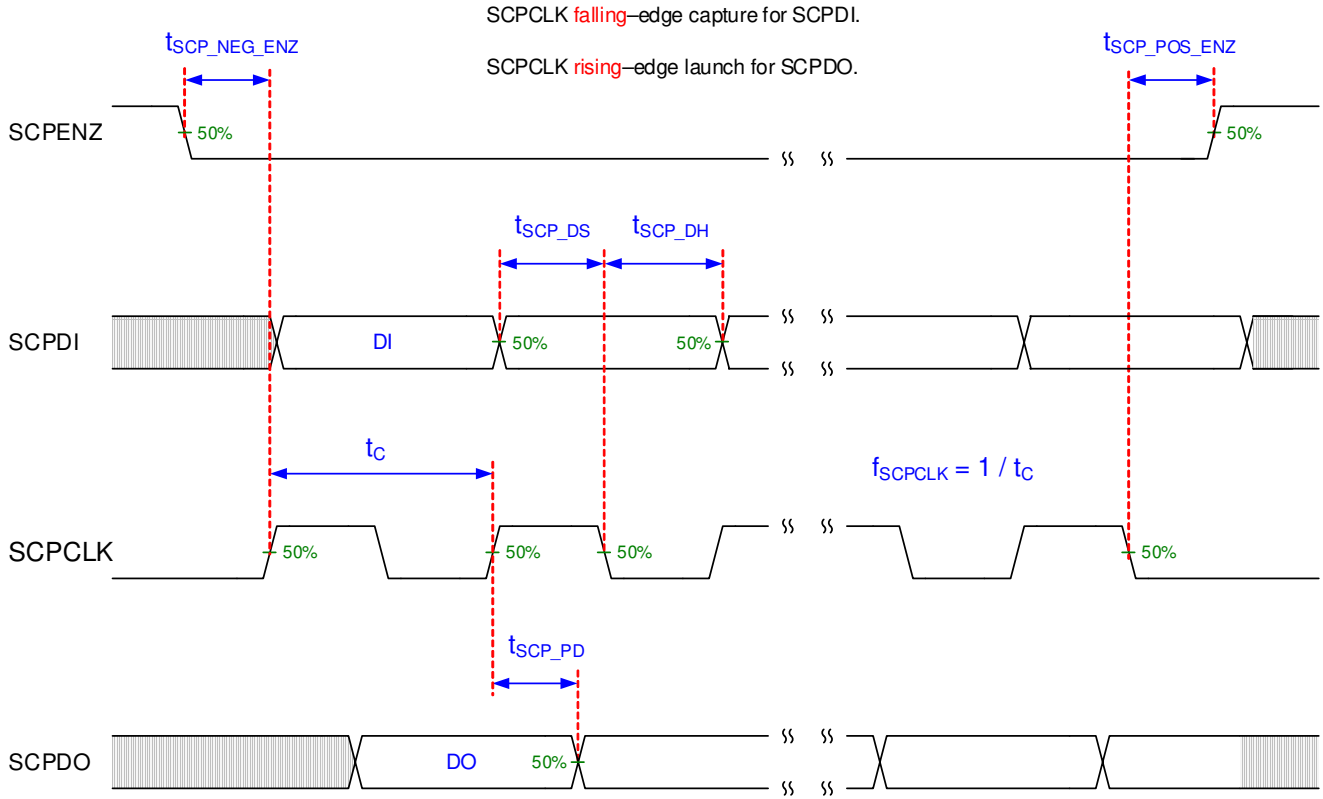 SCPCLK falling–edge capture for SCPDI.
SCPCLK rising–edge launch for SCPDO.
tSCP_NEG_ENZ
tSCP_POS_ENZ
SCPENZ
50%
50%
tSCP_DS
tSCP_DH
SCPDI
DI
50%
50%
tC
fSCPCLK = 1 / tC
SCPCLK
50%
50%
50%
50%
tSCP_PD
SCPDO
DO
50%